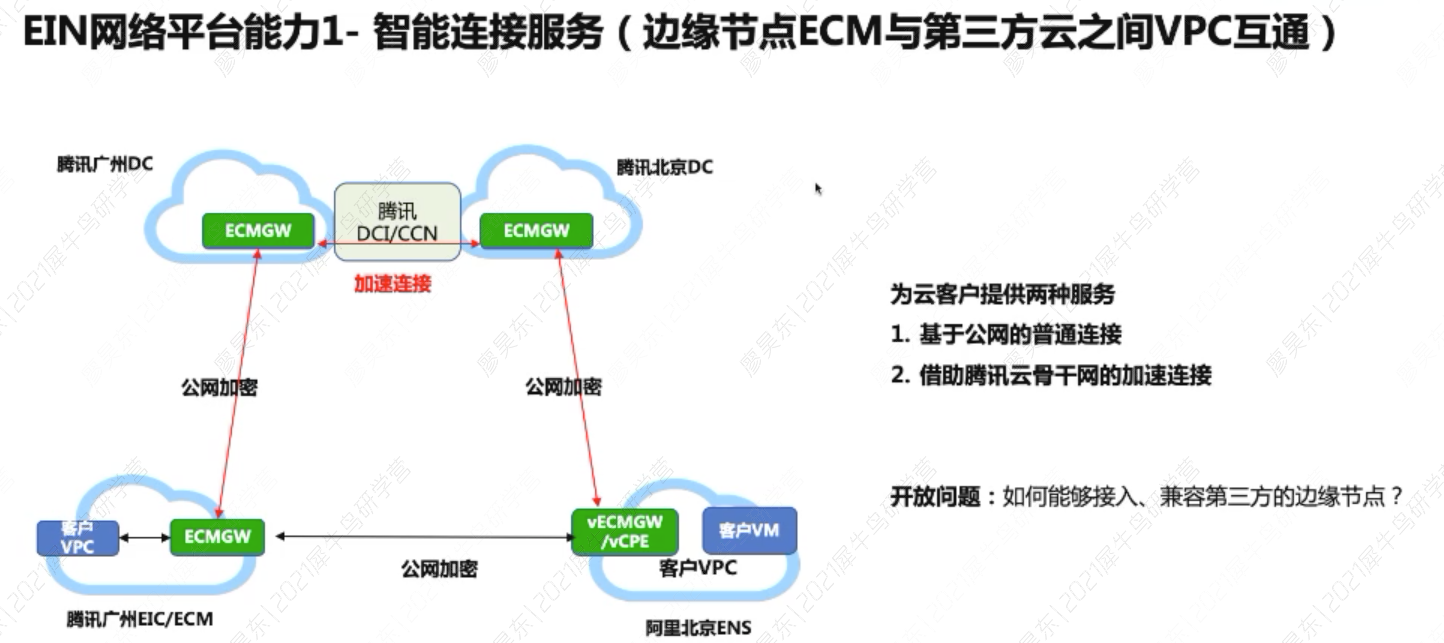 EIN网络平台能力1- 智能连接服务（边缘节点ECM与第三方云之间VPC互通）
腾讯广州DC
腾讯北京DC
腾讯
DCI/CCN
ECMGW
ECMGW
加速连接
为云客户提供两种服务
1. 基于公网的普通连接
2. 借助腾讯云骨干网的加速连接
公网加密
公网加密
开放问题：如何能够接入、兼容第三方的边缘节点？
客户
VPC
ECMGW
vECMGW
/vCPE
客户VM
公网加密
客户VPC
腾讯广州EIC/ECM
阿里北京ENS
廖昊东|2021犀牛鸟研学营